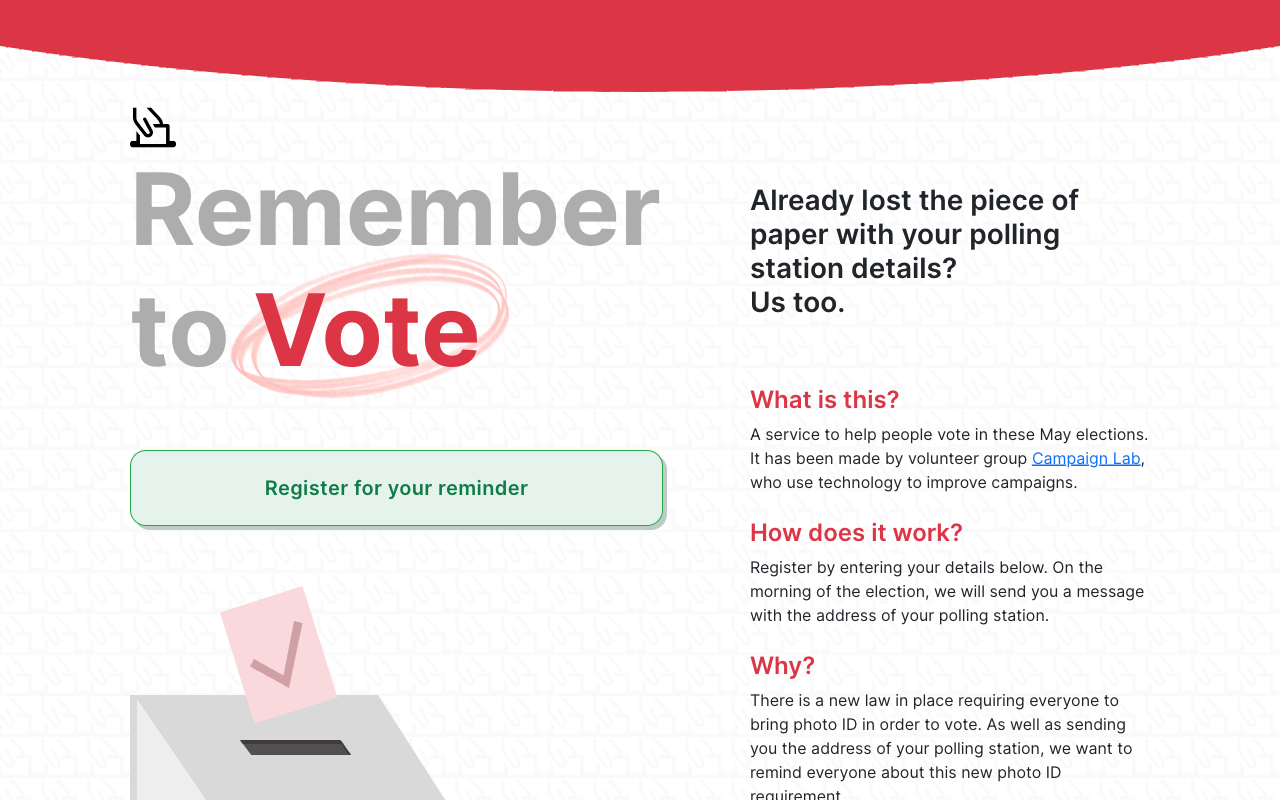 Remember
to Vote
Register for your reminder
Already lost the piece of
paper with your polling
station details?
Us too.
What is this?
A service to help people vote in these May elections.
It has been made by volunteer group Campaign Lab,
who use technology to improve campaigns.
How does it work?
Register by entering your details below. On the
morning of the election, we will send you a message
with the address of your polling station.
Why?
There is a new law in place requiring everyone to
bring photo ID in order to vote. As well as sending
you the address of your polling station, we want to
remind everyone about this new photo ID
requirement